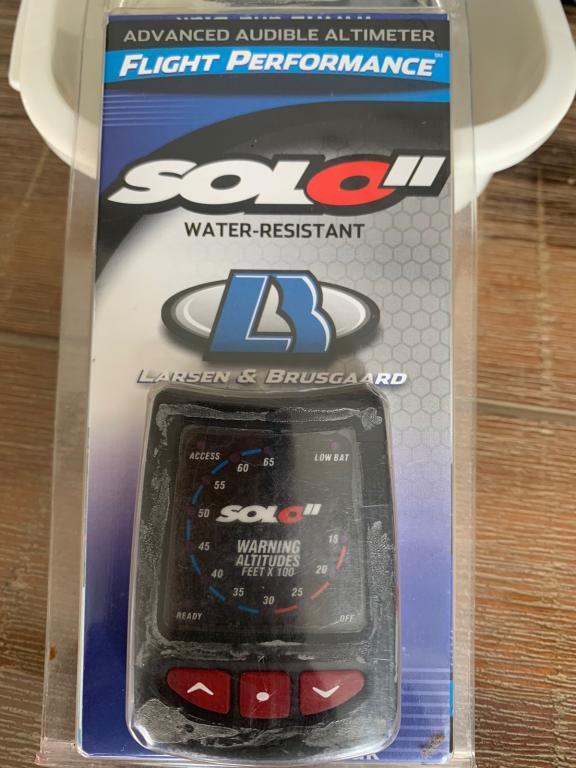 ADVANCED AUDIBLE ALTIMETER
FLIGHT PERFORMANCE™
SOLO II
WATER-RESISTANT
LB
LARSEN & BRUSGAARD
ACCESS
LOW BAT
65
60
55
50
45
40
35
30
25
20
15
SOLO II
WARNING
ALTITUDES
FEET X 100
READY
OFF